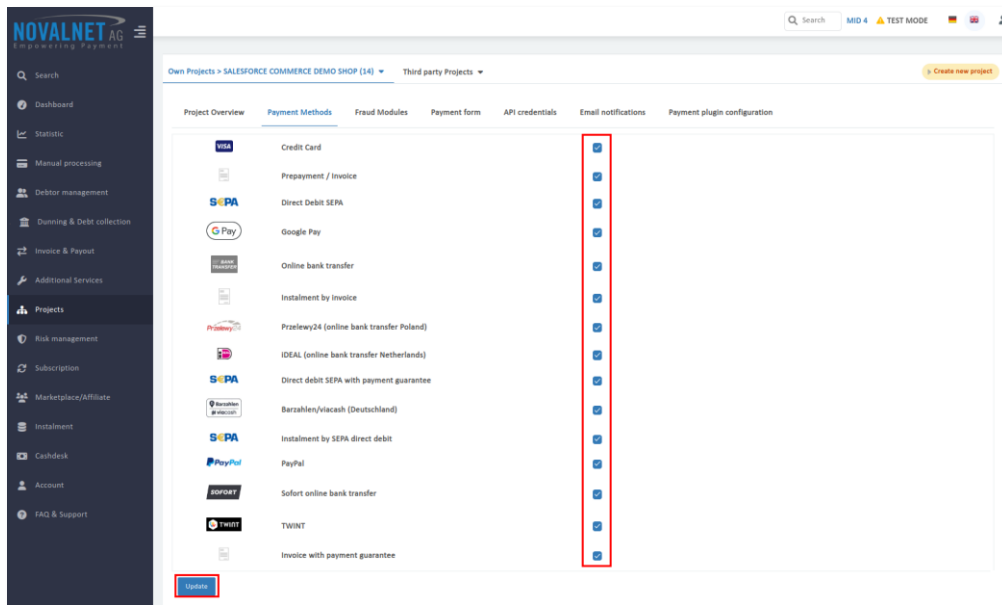 NOVALNET AG
Empowering Payment
Search
MID 4
TEST MODE
Search
Dashboard
Statistic
Manual processing
Debtor management
Dunning & Debt collection
Invoice & Payout
Additional Services
Projects
Risk management
Subscription
Marketplace/Affiliate
Instalment
Cashdesk
Account
FAQ & Support
Own Projects > SALESFORCE COMMERCE DEMO SHOP (14)
Third party Projects
Create new project
Project Overview
Payment Methods
Fraud Modules
Payment form
API credentials
Email notifications
Payment plugin configuration
VISA
Credit Card
Prepayment / Invoice
SEPA
Direct Debit SEPA
G Pay
Google Pay
BANK
TRANSFER
Online bank transfer
Instalment by invoice
Przelewy24
Przelewy24 (online bank transfer Poland)
iDEAL (online bank transfer Netherlands)
SEPA
Direct debit SEPA with payment guarantee
Barzahlen
viacash
Barzahlen/viacash (Deutschland)
SEPA
Instalment by SEPA direct debit
PayPal
PayPal
SOFORT
Sofort online bank transfer
TWINT
TWINT
Invoice with payment guarantee
Update